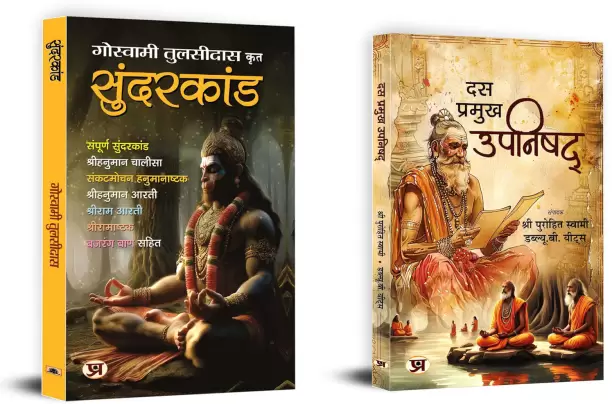 गोस्वामी तुलसीदास कृत
सुंदरकांड
संपूर्ण सुंदरकांड
श्रीहनुमान चालीसा
संकटमोचन हनुमानाष्टक
श्रीहनुमान आरती
श्रीराम आरती
श्रीरामाष्टक
बजरंग बाण सहित
प्र
सुंदरकांड
गोस्वामी तुलसीदास
दस
प्रमुख
उपनिषद्
श्री पुरोहित स्वामी
डब्ल्यू.बी. यीट्स
प्र
दस प्रमुख उपनिषद्
श्री पुरोहित स्वामी • डब्ल्यू.बी. यीट्स